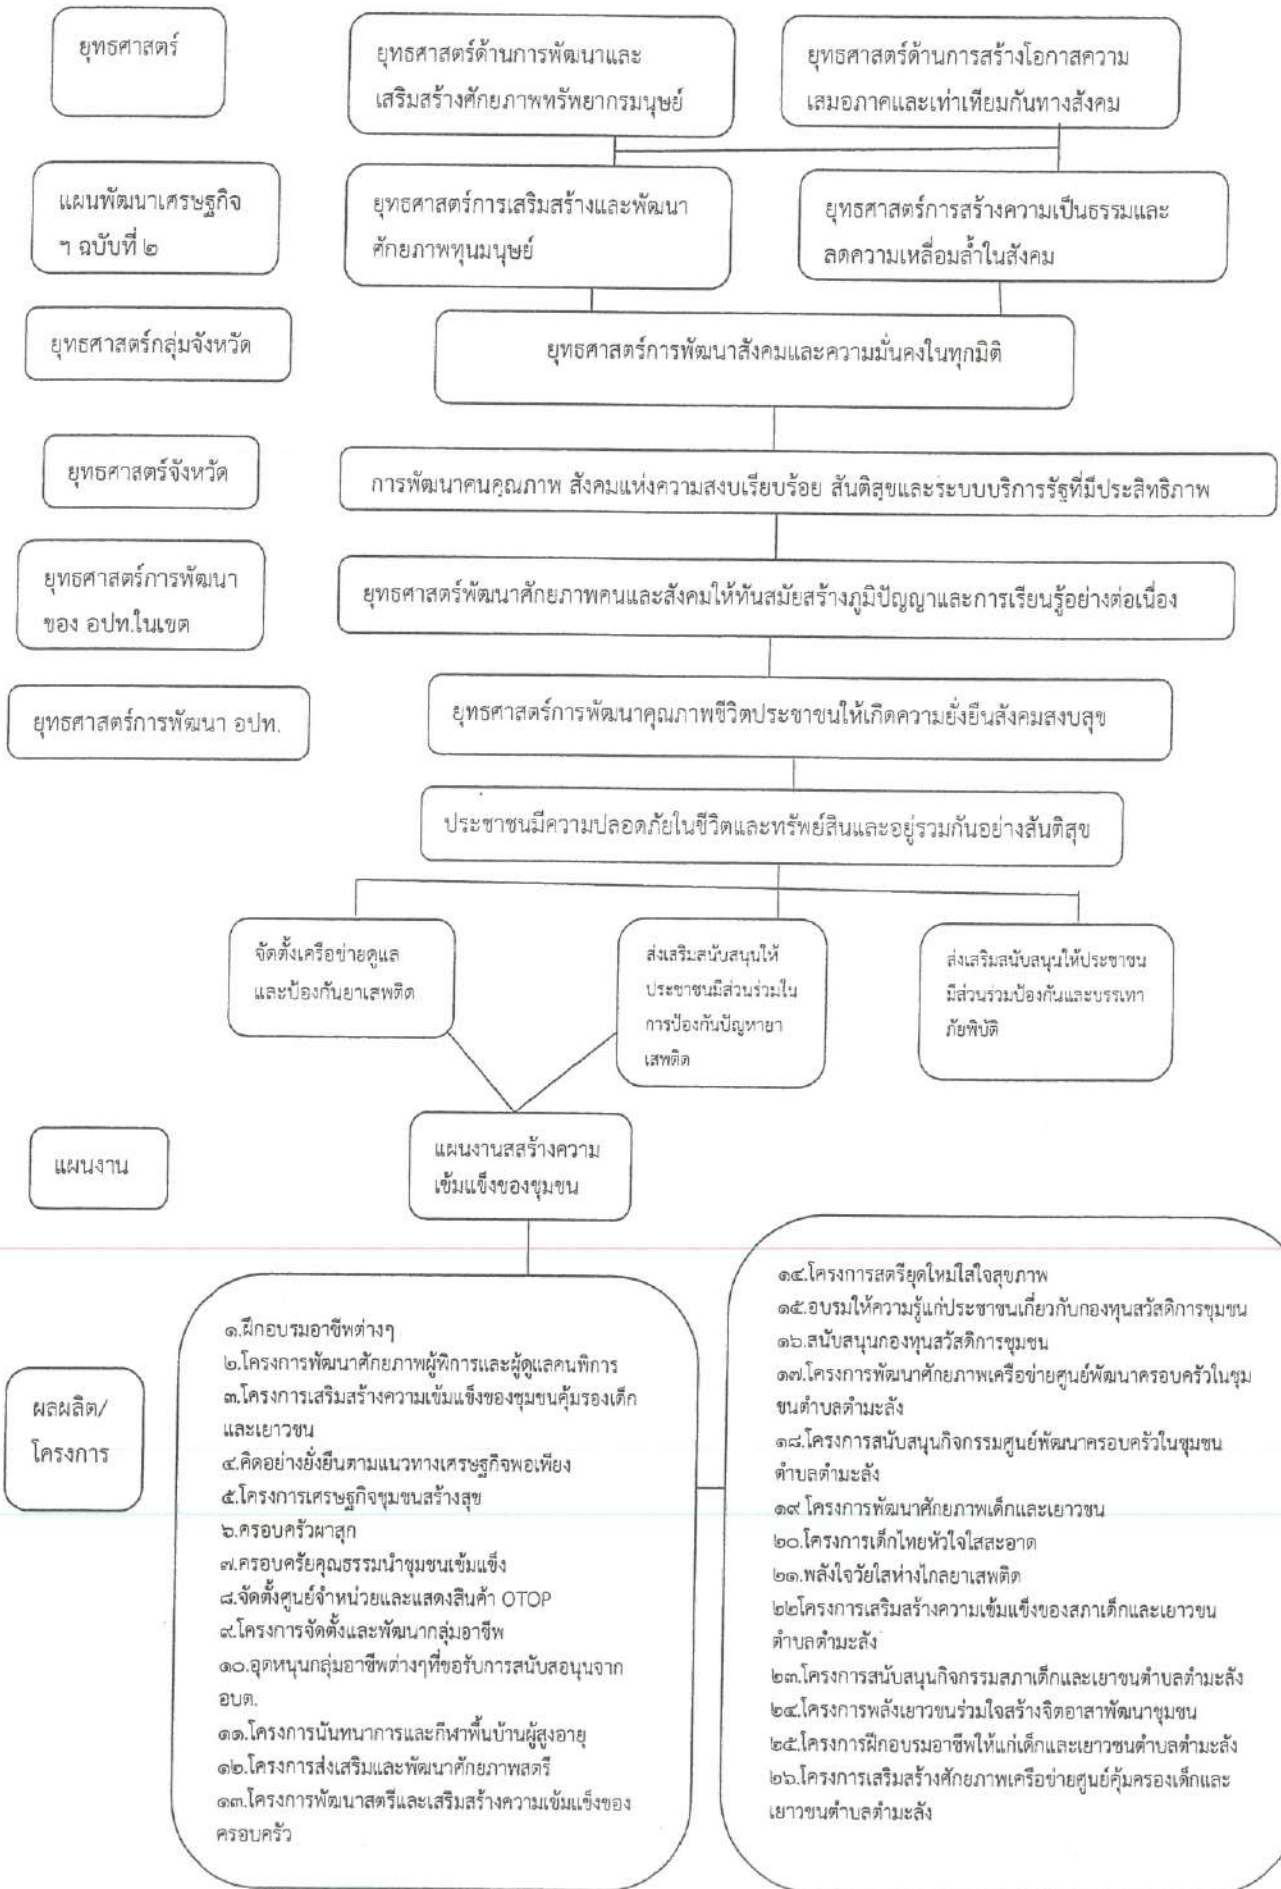 ยุทธศาสตร์
ยุทธศาสตร์ด้านการพัฒนาและ
เสริมสร้างศักยภาพทรัพยากรมนุษย์
ยุทธศาสตร์ด้านการสร้างโอกาสความ
เสมอภาคและเท่าเทียมกันทางสังคม
แผนพัฒนาเศรษฐกิจ
ฯ ฉบับที่ ๒
ยุทธศาสตร์การเสริมสร้างและพัฒนา
ศักยภาพทุนมนุษย์
ยุทธศาสตร์การสร้างความเป็นธรรมและ
ลดความเหลื่อมล้ำในสังคม
ยุทธศาสตร์กลุ่มจังหวัด
ยุทธศาสตร์การพัฒนาสังคมและความมั่นคงในทุกมิติ
ยุทธศาสตร์จังหวัด
การพัฒนาคนคุณภาพ สังคมแห่งความสงบเรียบร้อย สันติสุขและระบบบริการรัฐที่มีประสิทธิภาพ
ยุทธศาสตร์การพัฒนา
ของ อปท.ในเขต
ยุทธศาสตร์พัฒนาศักยภาพคนและสังคมให้ทันสมัยสร้างภูมิปัญญาและการเรียนรู้อย่างต่อเนื่อง
ยุทธศาสตร์การพัฒนา อปท.
ยุทธศาสตร์การพัฒนาคุณภาพชีวิตประชาชนให้เกิดความยั่งยืนสังคมสงบสุข
ประชาชนมีความปลอดภัยในชีวิตและทรัพย์สินและอยู่รวมกันอย่างสันติสุข
จัดตั้งเครือข่ายดูแล
และป้องกันยาเสพติด
ส่งเสริมสนับสนุนให้
ประชาชนมีส่วนร่วมใน
การป้องกันปัญหายา
เสพติด
ส่งเสริมสนับสนุนให้ประชาชน
มีส่วนร่วมป้องกันและบรรเทา
ภัยพิบัติ
แผนงาน
แผนงานสสร้างความ
เข้มแข็งของชุมชน
ผลผลิต/
โครงการ
๑.ฝึกอบรมอาชีพต่างๆ
๒.โครงการพัฒนาศักยภาพผู้พิการและผู้ดูแลคนพิการ
๓.โครงการเสริมสร้างความเข้มแข็งของชุมชนคุ้มรองเด็ก
และเยาวชน
๔.คิดอย่างยั่งยืนตามแนวทางเศรษฐกิจพอเพียง
๕.โครงการเศรษฐกิจชุมชนสร้างสุข
๖.ครอบครัวผาสุก
๗.ครอบครัยคุณธรรมนำชุมชนเข้มแข็ง
๘.จัดตั้งศูนย์จำหน่วยและแสดงสินค้า OTOP
๙.โครงการจัดตั้งและพัฒนากลุ่มอาชีพ
๑๐.อุดหนุนกลุ่มอาชีพต่างๆที่ขอรับการสนับสอนุนจาก
อบต.
๑๑.โครงการนันทนาการและกีฬาพื้นบ้านผู้สูงอายุ
๑๒.โครงการส่งเสริมและพัฒนาศักยภาพสตรี
๑๓.โครงการพัฒนาสตรีและเสริมสร้างความเข้มแข็งของ
ครอบครัว
๑๔.โครงการสตรียุดใหม่ใสใจสุขภาพ
๑๕.อบรมให้ความรู้แก่ประชาชนเกี่ยวกับกองทุนสวัสดิการชุมชน
๑๖.สนับสนุนกองทุนสวัสดิการชุมชน
๑๗.โครงการพัฒนาศักยภาพเครือข่ายศูนย์พัฒนาครอบครัวในชุม
ชนตำบลตำมะลัง
๑๘.โครงการสนับสนุนกิจกรรมศูนย์พัฒนาครอบครัวในชุมชน
ตำบลตำมะลัง
๑๙ โครงการพัฒนาศักยภาพเด็กและเยาวชน
๒๐.โครงการเด็กไทยหัวใจใสสะอาด
๒๑.พลังใจวัยใสห่างไกลยาเสพติด
๒๒โครงการเสริมสร้างความเข้มแข็งของสภาเด็กและเยาวชน
ตำบลตำมะลัง
๒๓.โครงการสนับสนุนกิจกรรมสภาเด็กและเยาชนตำบลตำมะลัง
๒๔.โครงการพลังเยาวชนร่วมใจสร้างจิตอาสาพัฒนาชุมชน
๒๕.โครงการฝึกอบรมอาชีพให้แก่เด็กและเยาวชนตำบลตำมะลัง
๒๖.โครงการเสริมสร้างศักยภาพเครือข่ายศูนย์คุ้มครองเด็กและ
เยาวชนตำบลตำมะลัง